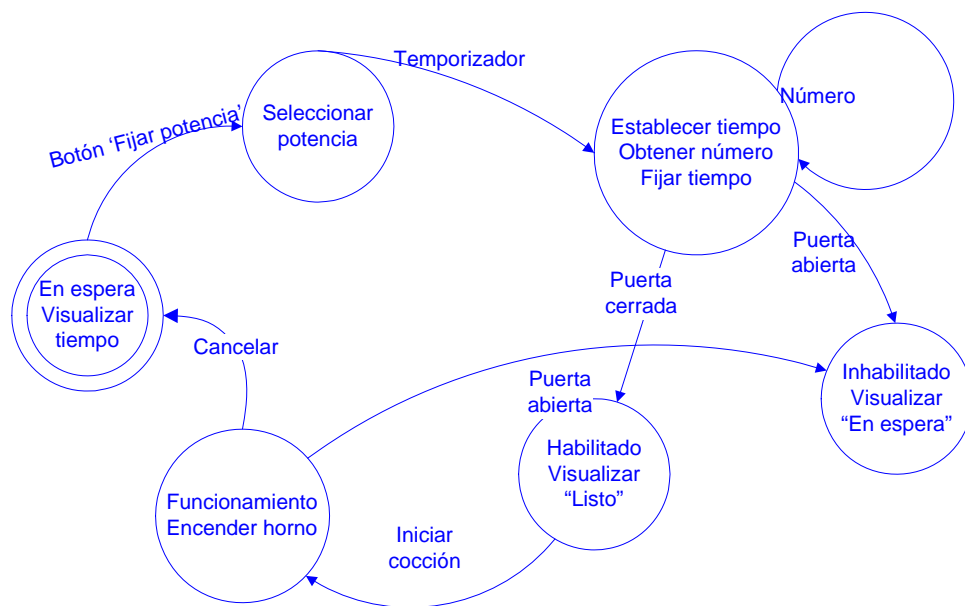 Temporizador
Número
Seleccionar
potencia
Botón ‘Fijar potencia’
Establecer tiempo
Obtener número
Fijar tiempo
Puerta
abierta
Puerta
cerrada
En espera
Visualizar
tiempo
Cancelar
Puerta
abierta
Inhabilitado
Visualizar
“En espera”
Habilitado
Visualizar
“Listo”
Funcionamiento
Encender horno
Iniciar
cocción